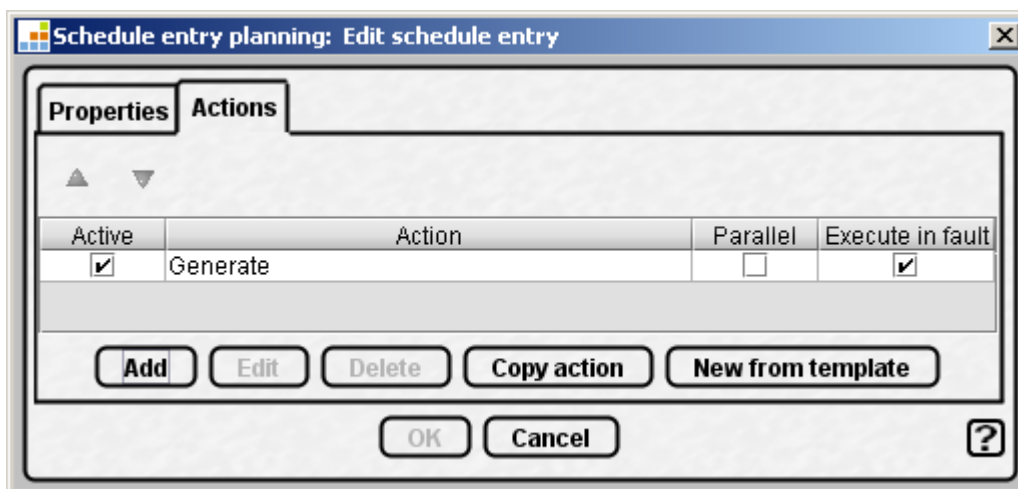 Schedule entry planning: Edit schedule entry
Properties Actions
Active Action Parallel Execute in fault
Generate
Add Edit Delete Copy action New from template
OK Cancel ?